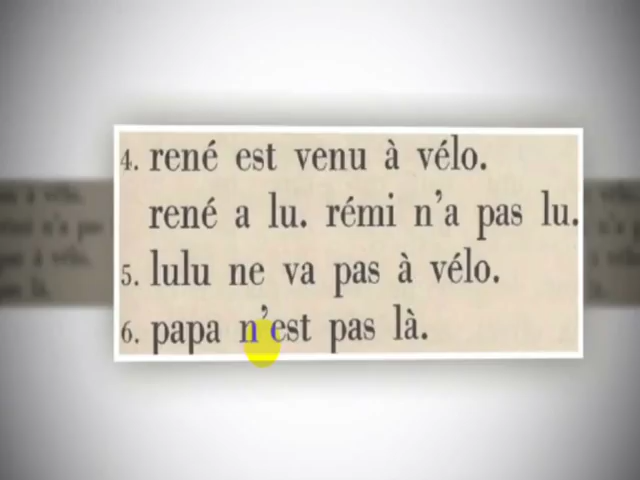 4. rené est venu à vélo.
rené a lu. rémi n'a pas lu.
5. lulu ne va pas à vélo.
6. papa n'est pas là.